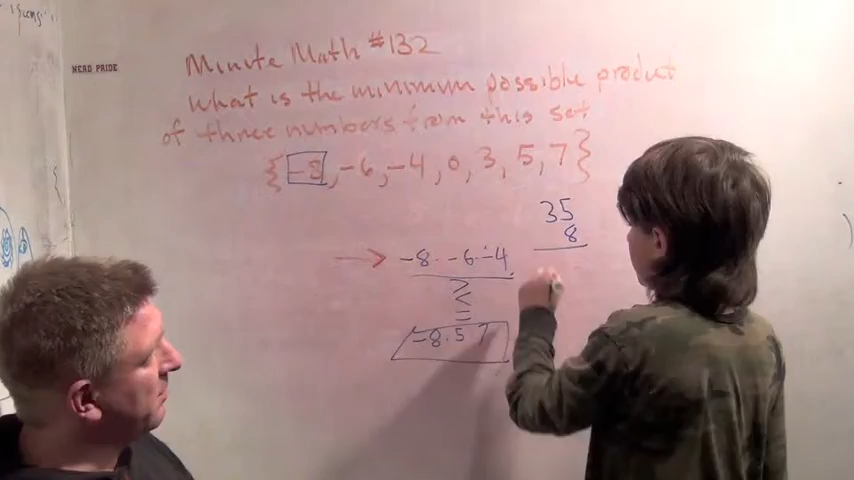 NERD PRIDE
Minute Math #132
What is the minimum possible product
of three numbers from this set
{-8, -6, -4, 0, 3, 5, 7}
35
8
-8·-6·-4
≥
≤
=
-8·5·7